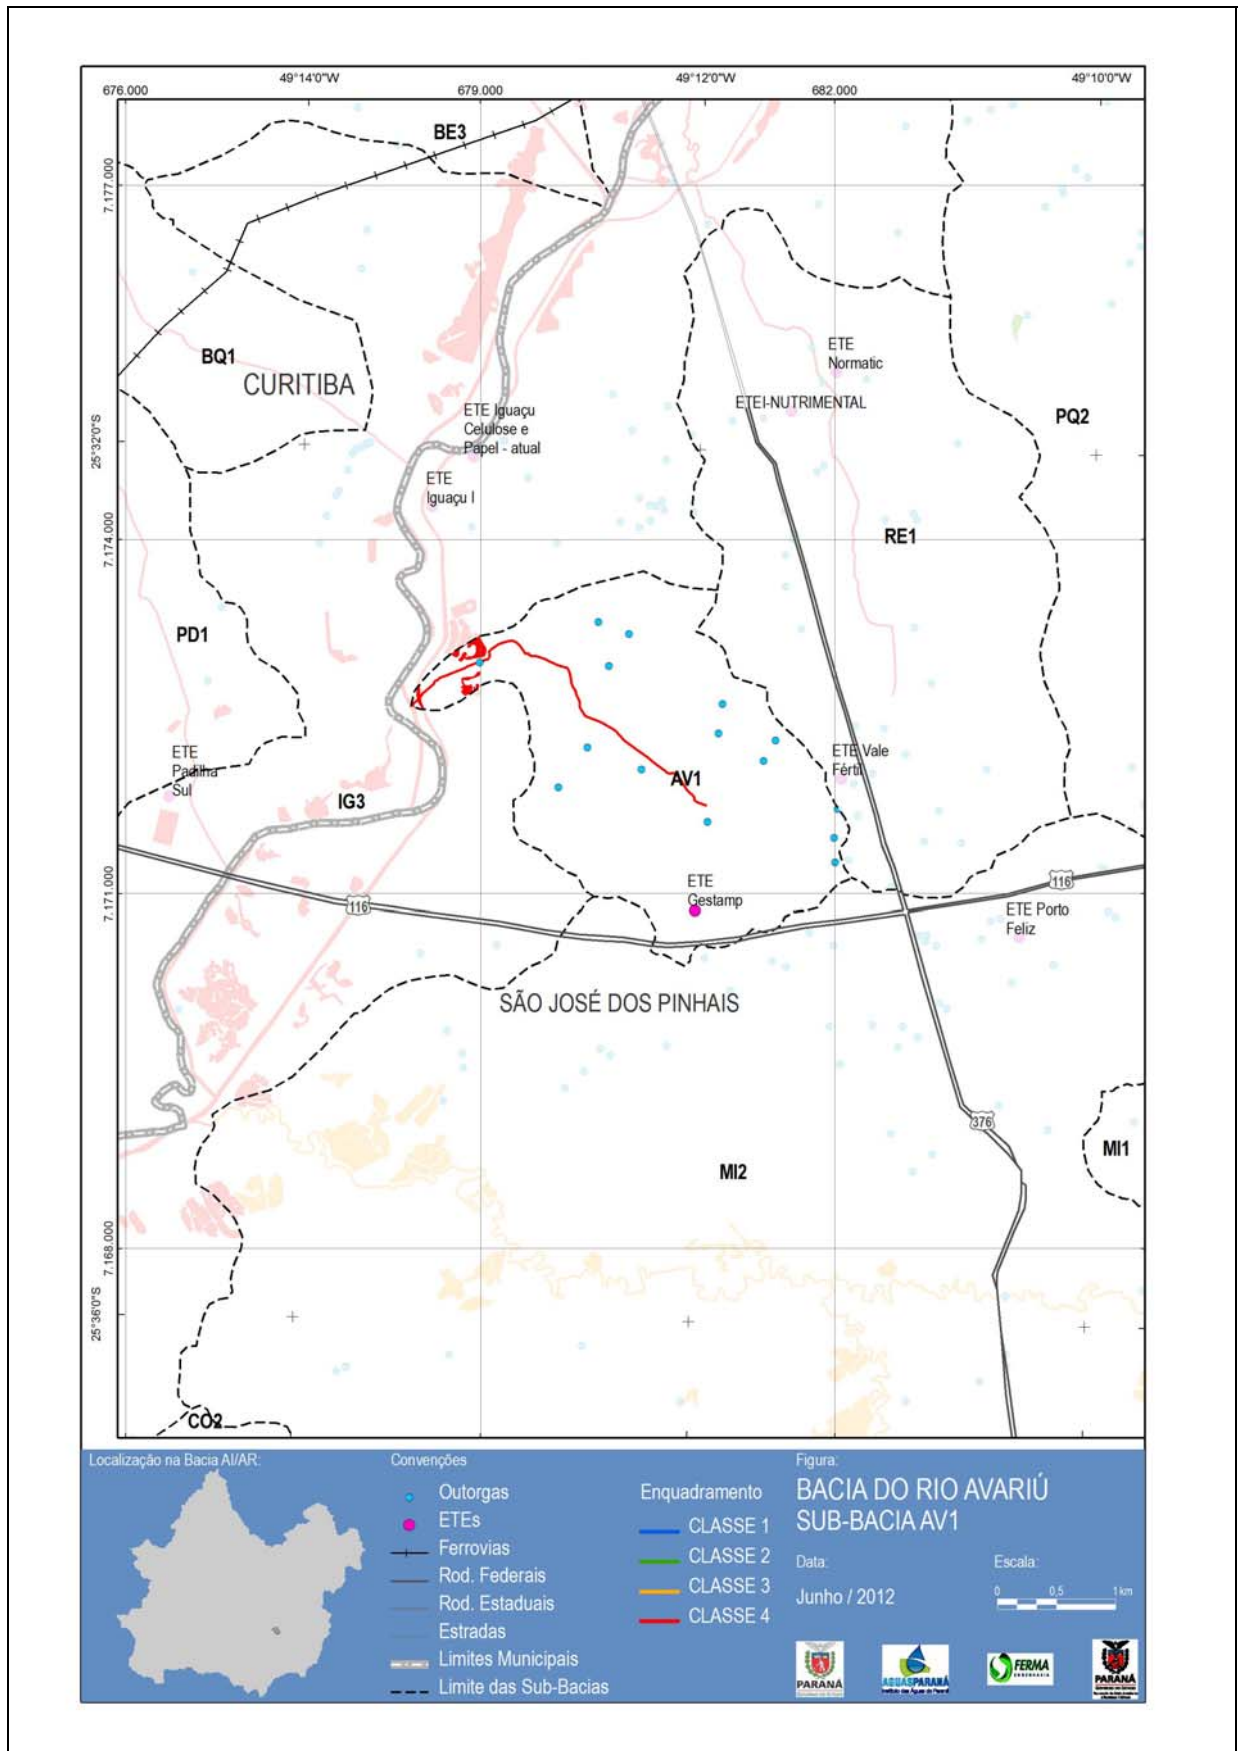 49°14'0"W
49°12'0"W
49°10'0"W
676.000
679.000
682.000
BE3
7.177.000
BQ1
CURITIBA
ETE
Normatic
ETE Iguaçu
Celulose e
Papel - atual
ETEI-NUTRIMENTAL
PQ2
25°32'0"S
ETE
Iguaçu I
7.174.000
RE1
PD1
ETE
Padilha
Sul
ETE Vale
Fértil
AV1
IG3
7.171.000
ETE
Gestamp
116
116
ETE Porto
Feliz
SÃO JOSÉ DOS PINHAIS
376
MI1
MI2
7.168.000
25°36'0"S
CO2
Localização na Bacia AI/AR:
Convenções
Outorgas
ETEs
Ferrovias
Rod. Federais
Rod. Estaduais
Estradas
Limites Municipais
Limite das Sub-Bacias
Enquadramento
CLASSE 1
CLASSE 2
CLASSE 3
CLASSE 4
Figura:
BACIA DO RIO AVARIÚ
SUB-BACIA AV1
Data:
Junho / 2012
Escala:
0 0,5 1 km
PARANÁ
AGUASPARANÁ
Instituto das Águas do Paraná
FERMA
ENGENHARIA
PARANÁ